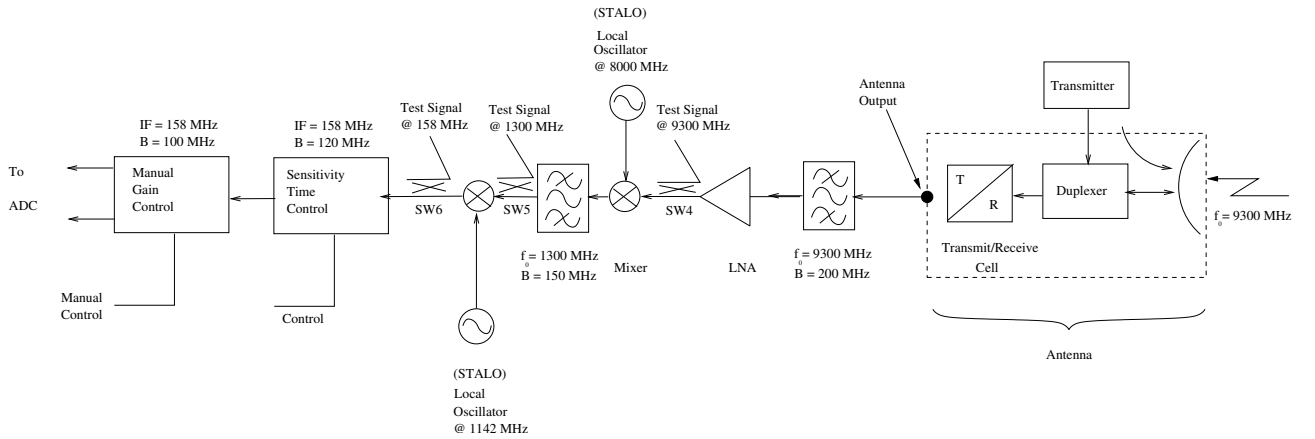 (STALO)
Local
Oscillator
@ 8000 MHz
Transmitter
Antenna
Output
Test Signal
@ 158 MHz
Test Signal
@ 1300 MHz
Test Signal
@ 9300 MHz
IF = 158 MHz
B = 100 MHz
IF = 158 MHz
B = 120 MHz
To
ADC
Manual
Gain
Control
Sensitivity
Time
Control
T
R
Duplexer
SW6
SW5
SW4
f₀= 9300 MHz
f₀= 1300 MHz
B = 150 MHz
Mixer
LNA
f₀= 9300 MHz
B = 200 MHz
Transmit/Receive
Cell
Manual
Control
Control
Antenna
(STALO)
Local
Oscillator
@ 1142 MHz